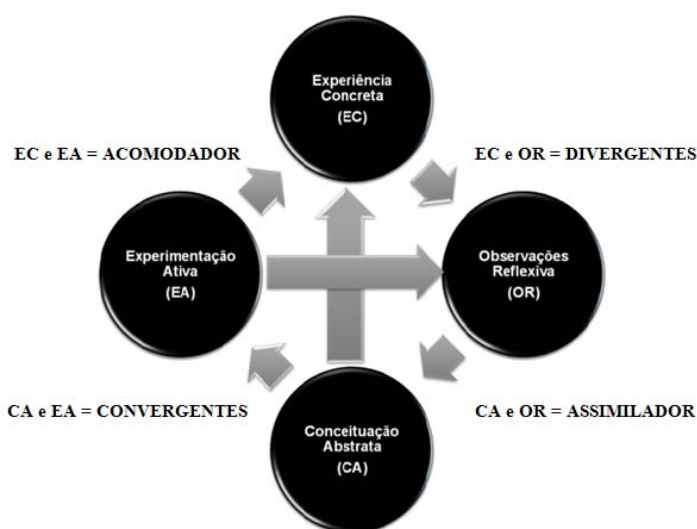 Experiência
Concreta
(EC)
EC e EA = ACOMODADOR
EC e OR = DIVERGENTES
Experimentação
Ativa
(EA)
Observações
Reflexiva
(OR)
CA e EA = CONVERGENTES
CA e OR = ASSIMILADOR
Conceituação
Abstrata
(CA)